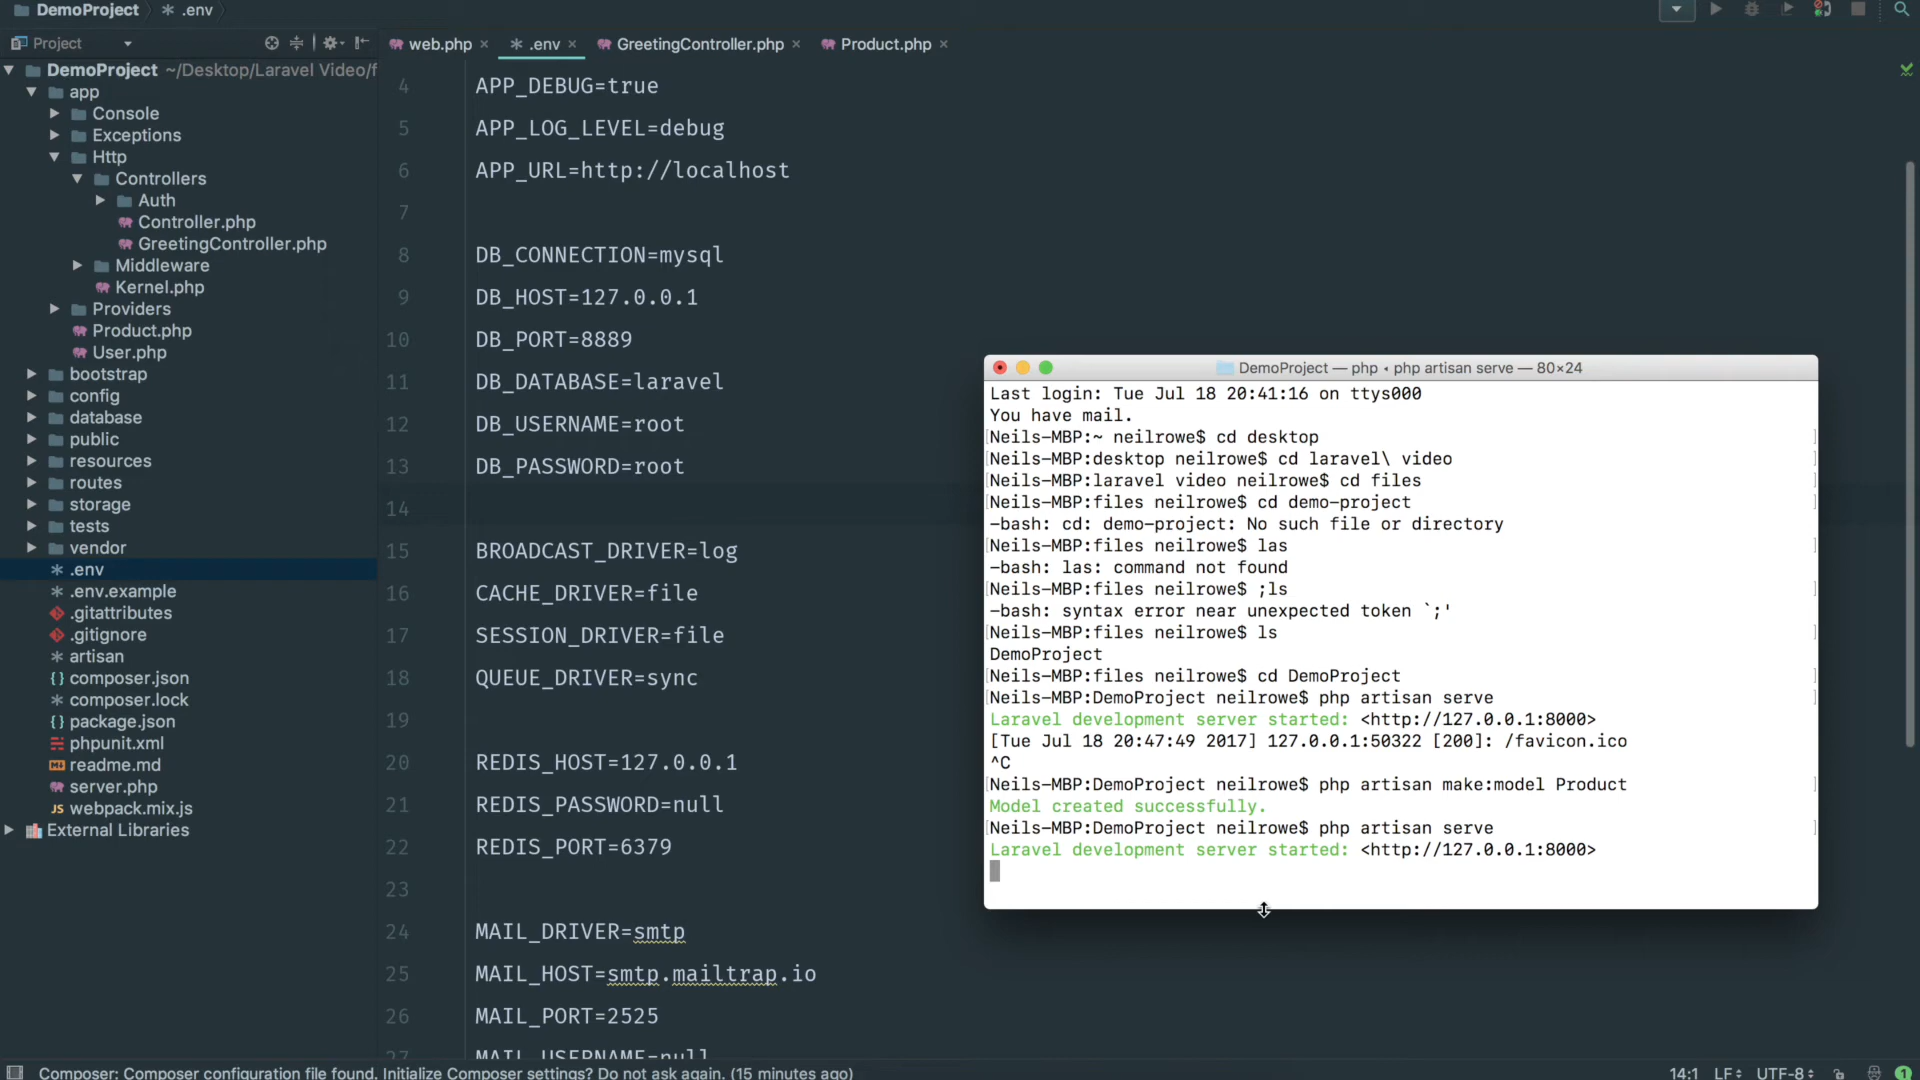 DemoProject
.env
Project
web.php
.env
GreetingController.php
Product.php
DemoProject ~/Desktop/Laravel Video/f
app
Console
Exceptions
Http
Controllers
Auth
Controller.php
GreetingController.php
Middleware
Kernel.php
Providers
Product.php
User.php
bootstrap
config
database
public
resources
routes
storage
tests
vendor
.env
.env.example
.gitattributes
.gitignore
artisan
composer.json
composer.lock
package.json
phpunit.xml
readme.md
server.php
webpack.mix.js
External Libraries
4 APP_DEBUG=true
5 APP_LOG_LEVEL=debug
6 APP_URL=http://localhost
7
8 DB_CONNECTION=mysql
9 DB_HOST=127.0.0.1
10 DB_PORT=8889
11 DB_DATABASE=laravel
12 DB_USERNAME=root
13 DB_PASSWORD=root
14
15 BROADCAST_DRIVER=log
16 CACHE_DRIVER=file
17 SESSION_DRIVER=file
18 QUEUE_DRIVER=sync
19
20 REDIS_HOST=127.0.0.1
21 REDIS_PASSWORD=null
22 REDIS_PORT=6379
23
24 MAIL_DRIVER=smtp
25 MAIL_HOST=smtp.mailtrap.io
26 MAIL_PORT=2525
27 MAIL_USERNAME=null
DemoProject — php • php artisan serve — 80×24
Last login: Tue Jul 18 20:41:16 on ttys000
You have mail.
[Neils-MBP:~ neilrowe$ cd desktop ]
[Neils-MBP:desktop neilrowe$ cd laravel\ video ]
[Neils-MBP:laravel video neilrowe$ cd files ]
[Neils-MBP:files neilrowe$ cd demo-project ]
-bash: cd: demo-project: No such file or directory
[Neils-MBP:files neilrowe$ las ]
-bash: las: command not found
[Neils-MBP:files neilrowe$ ;ls ]
-bash: syntax error near unexpected token `;'
[Neils-MBP:files neilrowe$ ls ]
DemoProject
[Neils-MBP:files neilrowe$ cd DemoProject ]
[Neils-MBP:DemoProject neilrowe$ php artisan serve ]
Laravel development server started: <http://127.0.0.1:8000>
[Tue Jul 18 20:47:49 2017] 127.0.0.1:50322 [200]: /favicon.ico
^C
[Neils-MBP:DemoProject neilrowe$ php artisan make:model Product ]
Model created successfully.
[Neils-MBP:DemoProject neilrowe$ php artisan serve ]
Laravel development server started: <http://127.0.0.1:8000>
Composer: Composer configuration file found. Initialize Composer settings? Do not ask again. (15 minutes ago)
14:1 LF UTF-8 1